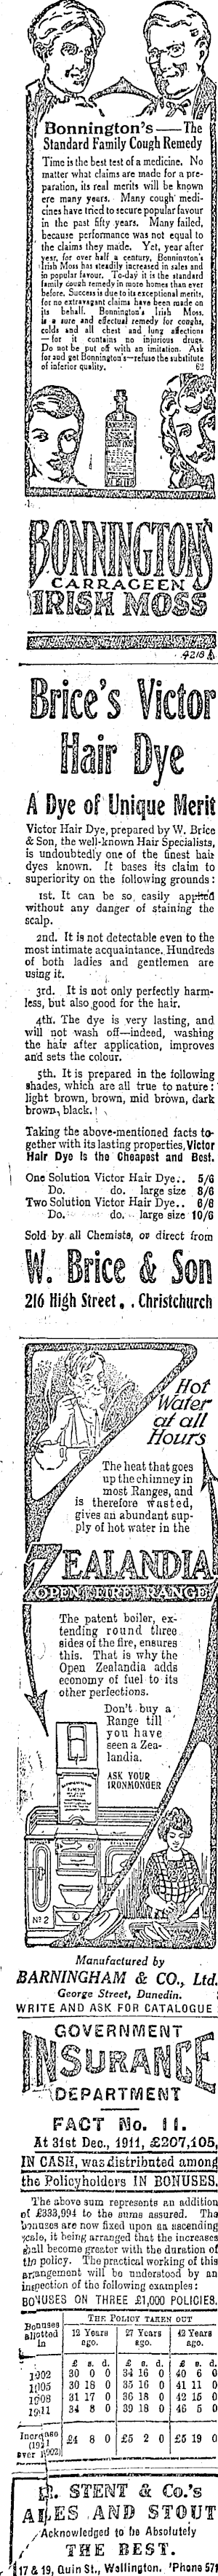 Bonnington's — The
Standard Family Cough Remedy
Time is the best test of a medicine. No
matter what claims are made for a pre-
paration, its real merits will be known
ere many years. Many cough medi-
cines have tried to secure popular favour
in the past fifty years. Many failed,
because performance was not equal to
the claims they made. Yet, year after
year, for over half a century, Bonnington's
Irish Moss has steadily increased in sales and
in popular favour. To-day it is the standard
family cough remedy in more homes than ever
before. Success is due to its exceptional merits,
for no extravagant claims have been made on
its behalf. Bonnington's Irish Moss.
is a sure and effectual remedy for coughs,
colds and all chest and lung affections
—for it contains no injurious drugs.
Do not be put off with imitation. Ask
for and get Bonnington's—refuse the substitute
of inferior quality. 62
BONNINGTON'S
CARRAGEEN
IRISH MOSS
4218
Brice's Victor
Hair Dye
A Dye of Unique Merit
Victor Hair Dye, prepared by W. Brice
& Son, the well-known Hair Specialists,
is undoubtedly one of the finest hair
dyes known. It bases its claim to
superiority on the following grounds:
1st. It can be so easily applied
without any danger of staining the
scalp.
2nd. It is not detectable even to the
most intimate acquaintance. Hundreds
of both ladies and gentlemen are
using it.
3rd. It is not only perfectly harm-
less, but also good for the hair.
4th. The dye is very lasting, and
will not wash off—indeed, washing
the hair after application, improves
and sets the colour.
5th. It is prepared in the following
shades, which are all true to nature:
light brown, brown, mid brown, dark
brown, black.
Taking the above-mentioned facts to-
gether with its lasting properties, Victor
Hair Dye Is the Cheapest and Best.
One Solution Victor Hair Dye.. 5/6
Do. do. large size 8/6
Two Solution Victor Hair Dye.. 6/6
Do. do. large size 10/6
Sold by all Chemists, or direct from
W. Brice & Son
216 High Street, . Christchurch
Hot
Water
at all
Hours
The heat that goes
up the chimney in
most Ranges, and
is therefore wasted,
gives an abundant sup-
ply of hot water in the
ZEALANDIA
OPEN FIRE RANGE
The patent boiler, ex-
tending round three
sides of the fire, ensures
this. That is why the
Open Zealandia adds
economy of fuel to its
other perfections.
Don't buy a
Range till
you have
seen a Zea-
landia.
ASK YOUR
IRONMONGER
No 2
Manufactured by
BARNINGHAM & CO., Ltd.
George Street, Dunedin.
WRITE AND ASK FOR CATALOGUE
GOVERNMENT
INSURANCE
DEPARTMENT
FACT No. 11.
At 31st Dec., 1911, £207,105,
IN CASH, was distributed among
the Policyholders IN BONUSES.
The above sum represents an addition
of £333,994 to the sums assured. The
bonuses are now fixed upon an ascending
scale, it being arranged that the increases
shall become greater with the duration of
the policy. The practical working of this
arrangement will be understood by an
inspection of the following examples:
BONUSES ON THREE £1,000 POLICIES.
Bonuses allotted in THE POLICY TAKEN OUT
12 Years ago. 27 Years ago. 42 Years ago.
£ s. d. £ s. d. £ s. d.
1902 30 0 0 34 16 0 40 6 0
1905 30 18 0 35 16 0 41 11 0
1908 31 17 0 36 18 0 42 15 0
1911 34 8 0 39 18 0 46 5 0
Increase (1911 over 1902) £4 8 0 £5 2 0 £5 19 0
STENT & Co.'s
ALES AND STOUT
Acknowledged to be Absolutely
THE BEST.
17 & 19, Quin St., Wellington. 'Phone 571